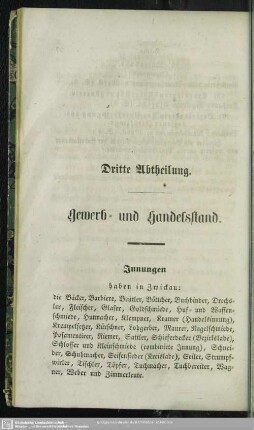 Dritte Abtheilung.
Gewerb- und Handelsstand.
Innungen
haben in Zwickau:
die Bäcker, Barbiere, Beutler, Böttcher, Buchbinder, Drechs-
ler, Fleischer, Glaser, Goldschmiede, Huf- und Waffen-
schmiede, Hutmacher, Klempner, Kramer (Handelsinnung),
Krempelsetzer, Kürschner, Lohgerber, Maurer, Nagelschmiede,
Posamentirer, Riemer, Sattler, Schieferdecker (Bezirkslade),
Schlosser und Kleinschmiede (combinirte Innung), Schnei-
der, Schuhmacher, Seifensieder (Kreislade), Seiler, Strumpf-
wirker, Tischler, Töpfer, Tuchmacher, Tuchbereiter, Wag-
ner, Weber und Zimmerleute.